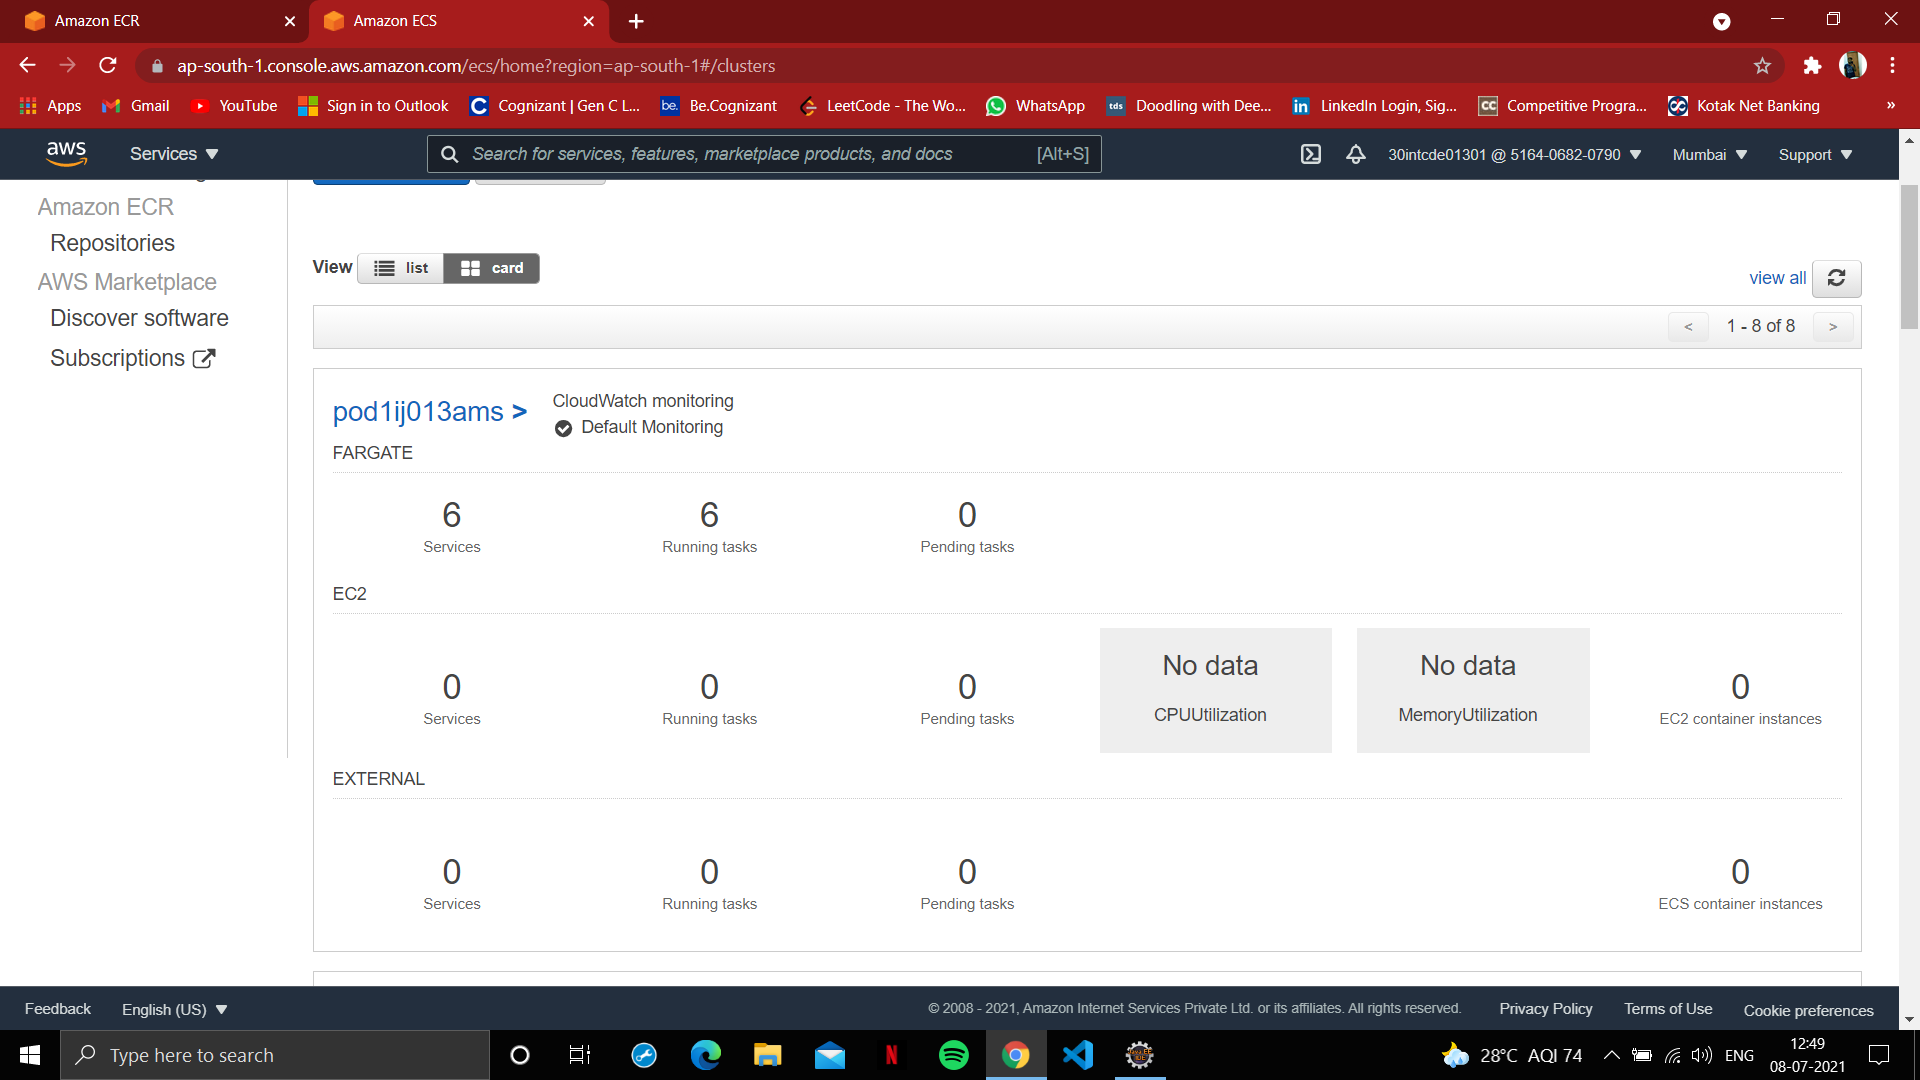 Amazon ECR
Amazon ECS
ap-south-1.console.aws.amazon.com/ecs/home?region=ap-south-1#/clusters
Apps
Gmail
YouTube
Sign in to Outlook
C
Cognizant | Gen C L...
be.
Be.Cognizant
LeetCode - The Wo...
WhatsApp
tds
Doodling with Dee...
in
LinkedIn Login, Sig...
CC
Competitive Progra...
Kotak Net Banking
»
aws
Services
Search for services, features, marketplace products, and docs
[Alt+S]
30intcde01301 @ 5164-0682-0790
Mumbai
Support
Amazon ECR
Repositories
AWS Marketplace
Discover software
Subscriptions
View
list
card
view all
< 1 - 8 of 8 >
pod1ij013ams >
CloudWatch monitoring
Default Monitoring
FARGATE
6 6 0
Services Running tasks Pending tasks
EC2
No data No data
0 0 0 0
CPUUtilization MemoryUtilization
Services Running tasks Pending tasks EC2 container instances
EXTERNAL
0 0 0 0
Services Running tasks Pending tasks ECS container instances
Feedback
English (US)
© 2008 - 2021, Amazon Internet Services Private Ltd. or its affiliates. All rights reserved.
Privacy Policy
Terms of Use
Cookie preferences
Type here to search
N
28°C AQI 74
ENG
12:49
08-07-2021